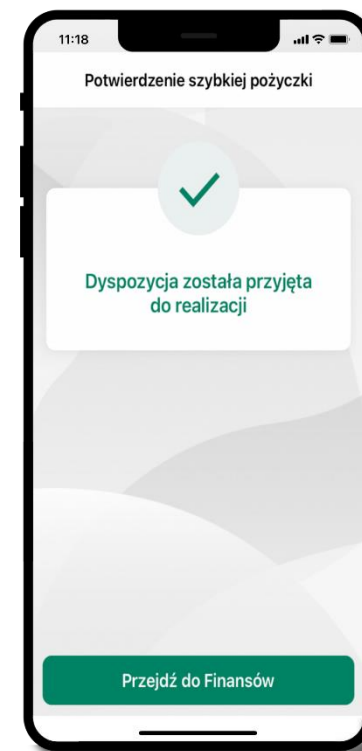 11:18
Potwierdzenie szybkiej pożyczki
Dyspozycja została przyjęta
do realizacji
Przejdź do Finansów